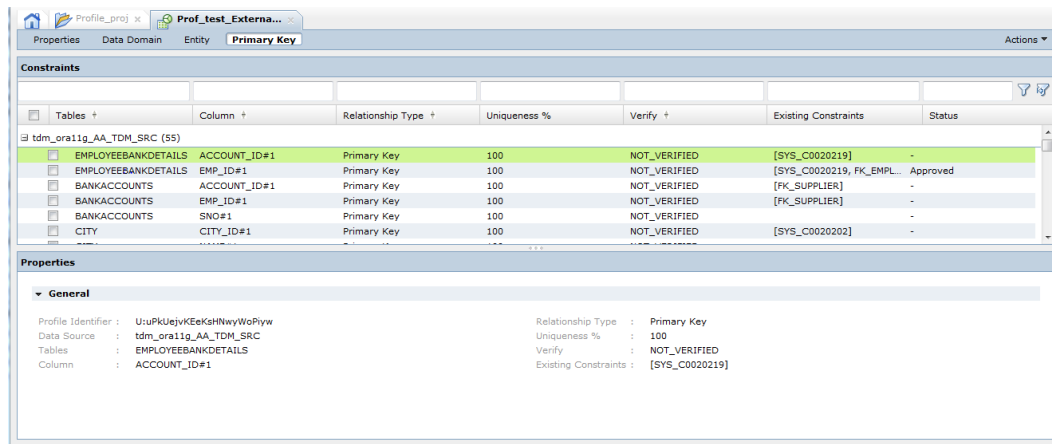 Profile_proj × Prof_test_Externa... ×
Properties Data Domain Entity Primary Key Actions
Constraints
Tables Column Relationship Type Uniqueness % Verify Existing Constraints Status
tdm_ora11g_AA_TDM_SRC (55)
EMPLOYEEBANKDETAILS ACCOUNT_ID#1 Primary Key 100 NOT_VERIFIED [SYS_C0020219] -
EMPLOYEEBANKDETAILS EMP_ID#1 Primary Key 100 NOT_VERIFIED [SYS_C0020219, FK_EMPL... Approved
BANKACCOUNTS ACCOUNT_ID#1 Primary Key 100 NOT_VERIFIED [FK_SUPPLIER] -
BANKACCOUNTS EMP_ID#1 Primary Key 100 NOT_VERIFIED [FK_SUPPLIER] -
BANKACCOUNTS SNO#1 Primary Key 100 NOT_VERIFIED -
CITY CITY_ID#1 Primary Key 100 NOT_VERIFIED [SYS_C0020202] -
Properties
General
Profile Identifier : U:uPkUejvKEeKsHNwyWoPiyw Relationship Type : Primary Key
Data Source : tdm_ora11g_AA_TDM_SRC Uniqueness % : 100
Tables : EMPLOYEEBANKDETAILS Verify : NOT_VERIFIED
Column : ACCOUNT_ID#1 Existing Constraints : [SYS_C0020219]